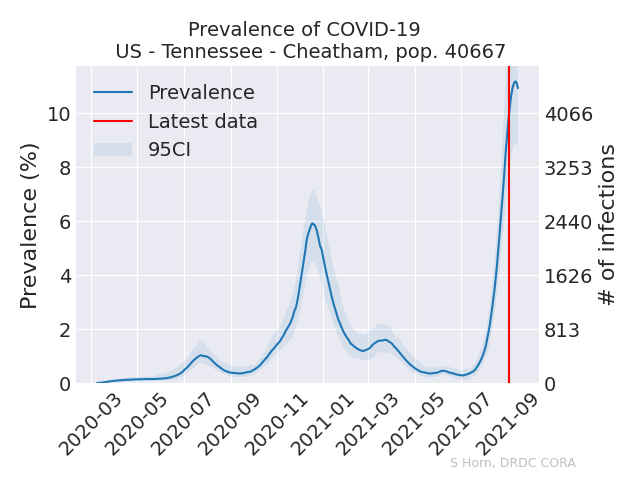 Prevalence of COVID-19
US - Tennessee - Cheatham, pop. 40667
Prevalence
Latest data
95CI
Prevalence (%)
10
8
6
4
2
0
4066
3253
2440
1626
813
0
# of infections
2020-03
2020-05
2020-07
2020-09
2020-11
2021-01
2021-03
2021-05
2021-07
2021-09
S Horn, DRDC CORA